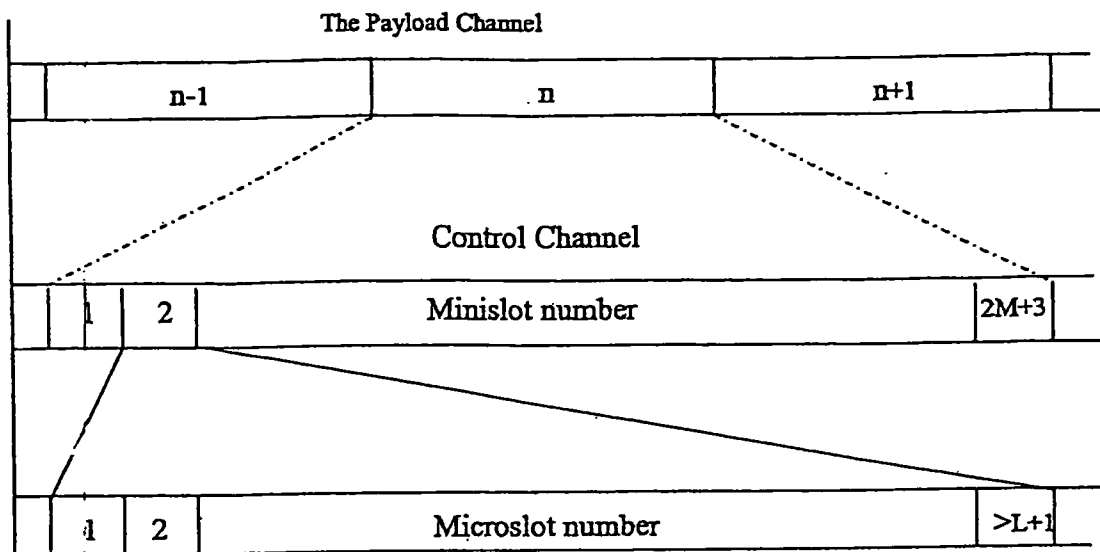 The Payload Channel
n-1 n n+1
Control Channel
1 2 Minislot number 2M+3
1 2 Microslot number >L+1